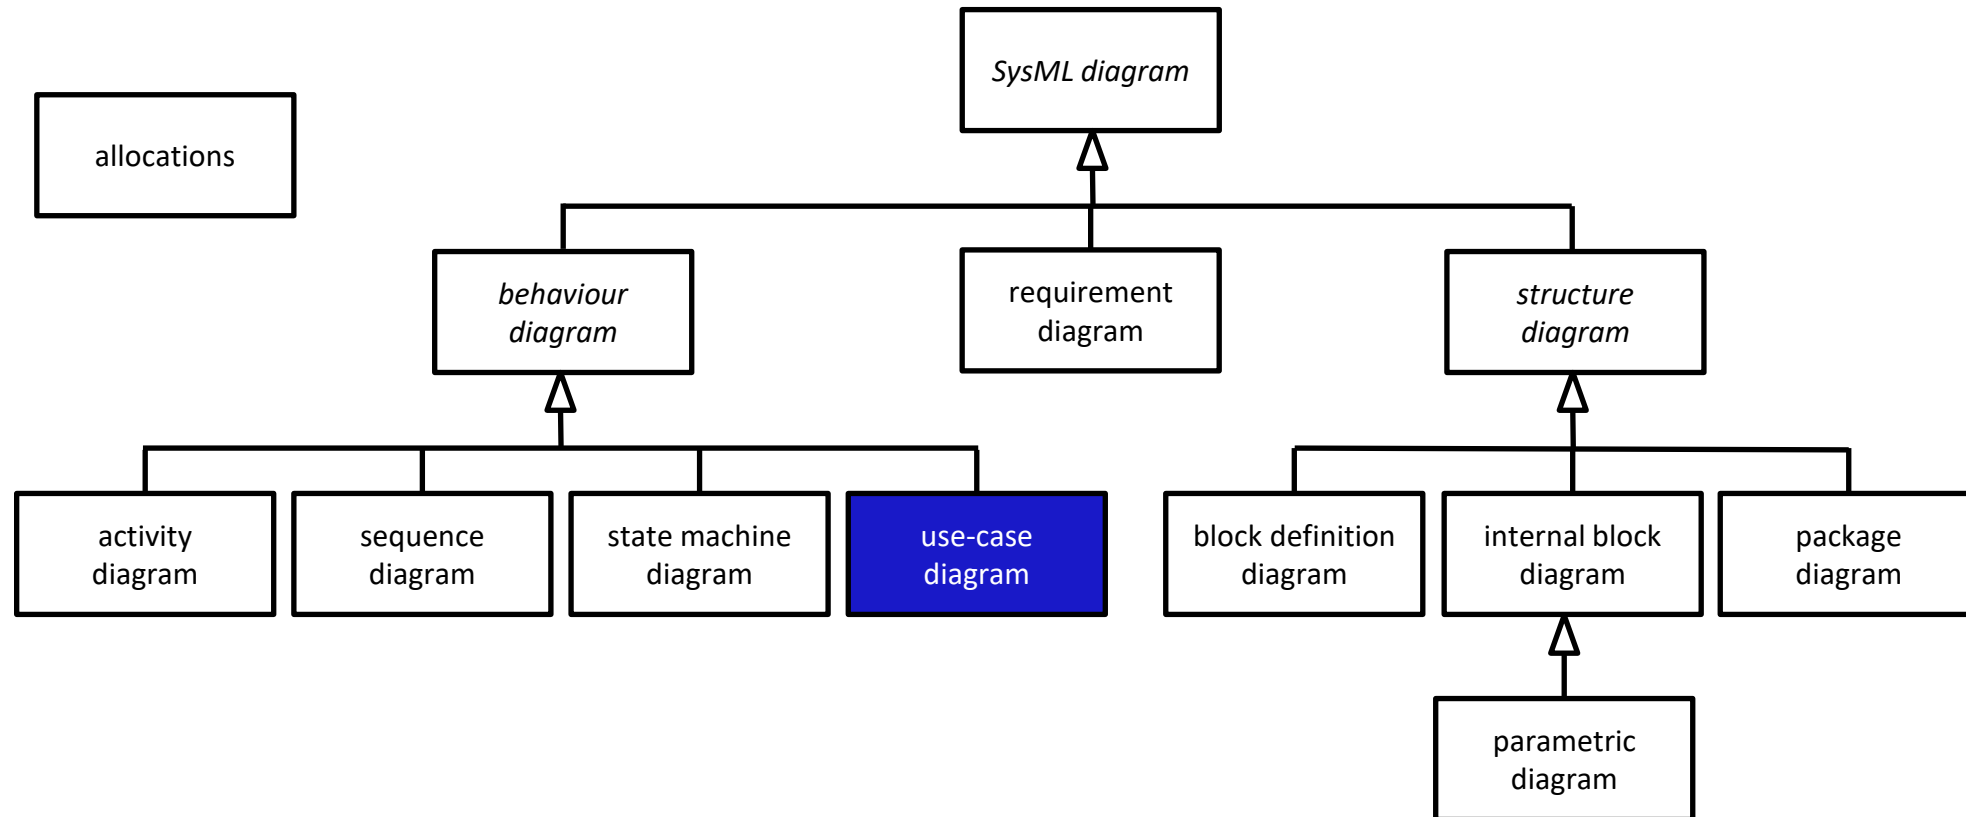 SysML diagram
allocations
behaviour
diagram
requirement
diagram
structure
diagram
activity
diagram
sequence
diagram
state machine
diagram
use-case
diagram
block definition
diagram
internal block
diagram
package
diagram
parametric
diagram